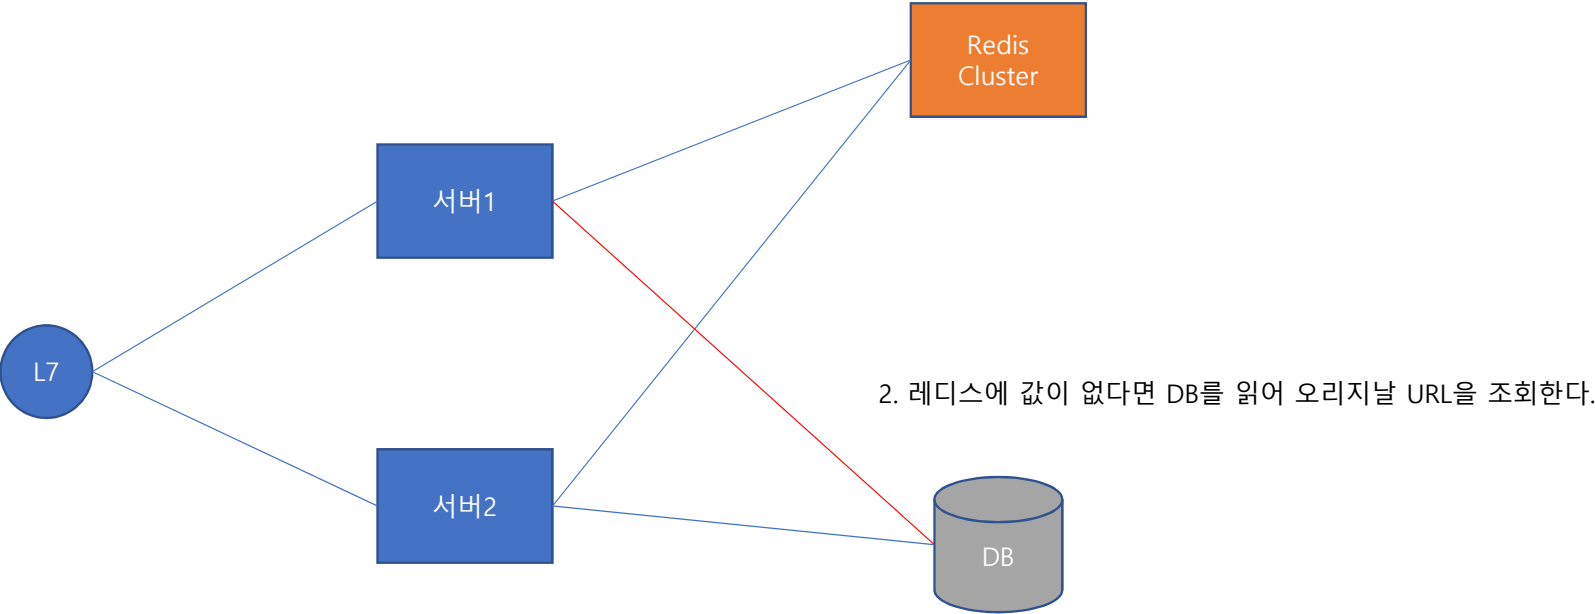 Redis
Cluster
서버1
L7
2. 레디스에 값이 없다면 DB를 읽어 오리지날 URL을 조회한다.
서버2
DB